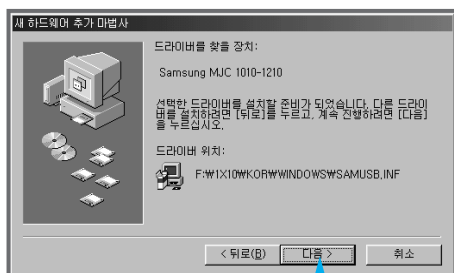 새 하드웨어 추가 마법사
드라이버를 찾을 장치:
Samsung MJC 1010-1210
선택한 드라이버를 설치할 준비가 되었습니다. 다른 드라이
버를 설치하려면 [뒤로]를 누르고, 계속 진행하려면 [다음]
을 누르십시오.
드라이버 위치:
F:₩1X10₩KOR₩WINDOWS₩SAMUSB.INF
< 뒤로(B)
다음 >
취소